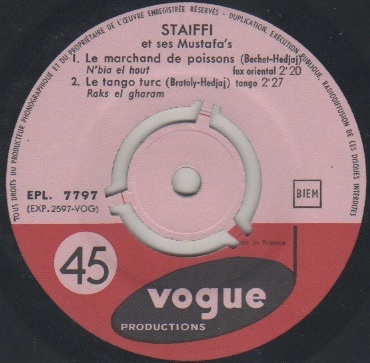 TOUS DROITS DU PRODUCTEUR PHONOGRAPHIQUE ET DU PROPRIÉTAIRE DE L'ŒUVRE ENREGISTRÉE RÉSERVÉS - DUPLICATION, EXÉCUTION PUBLIQUE, RADIODIFFUSION DE CES DISQUES INTERDITES
STAIFFI
et ses Mustafa's
1. Le marchand de poissons (Bechet-Hedjaj)
N'bia el hout fox oriental 2'20
2. Le tango turc (Bratoly-Hedjaj) tango 2'27
Raks el gharam
EPL. 7797
(EXP.2597-VOG)
BIEM
Made in France
45
vogue
PRODUCTIONS